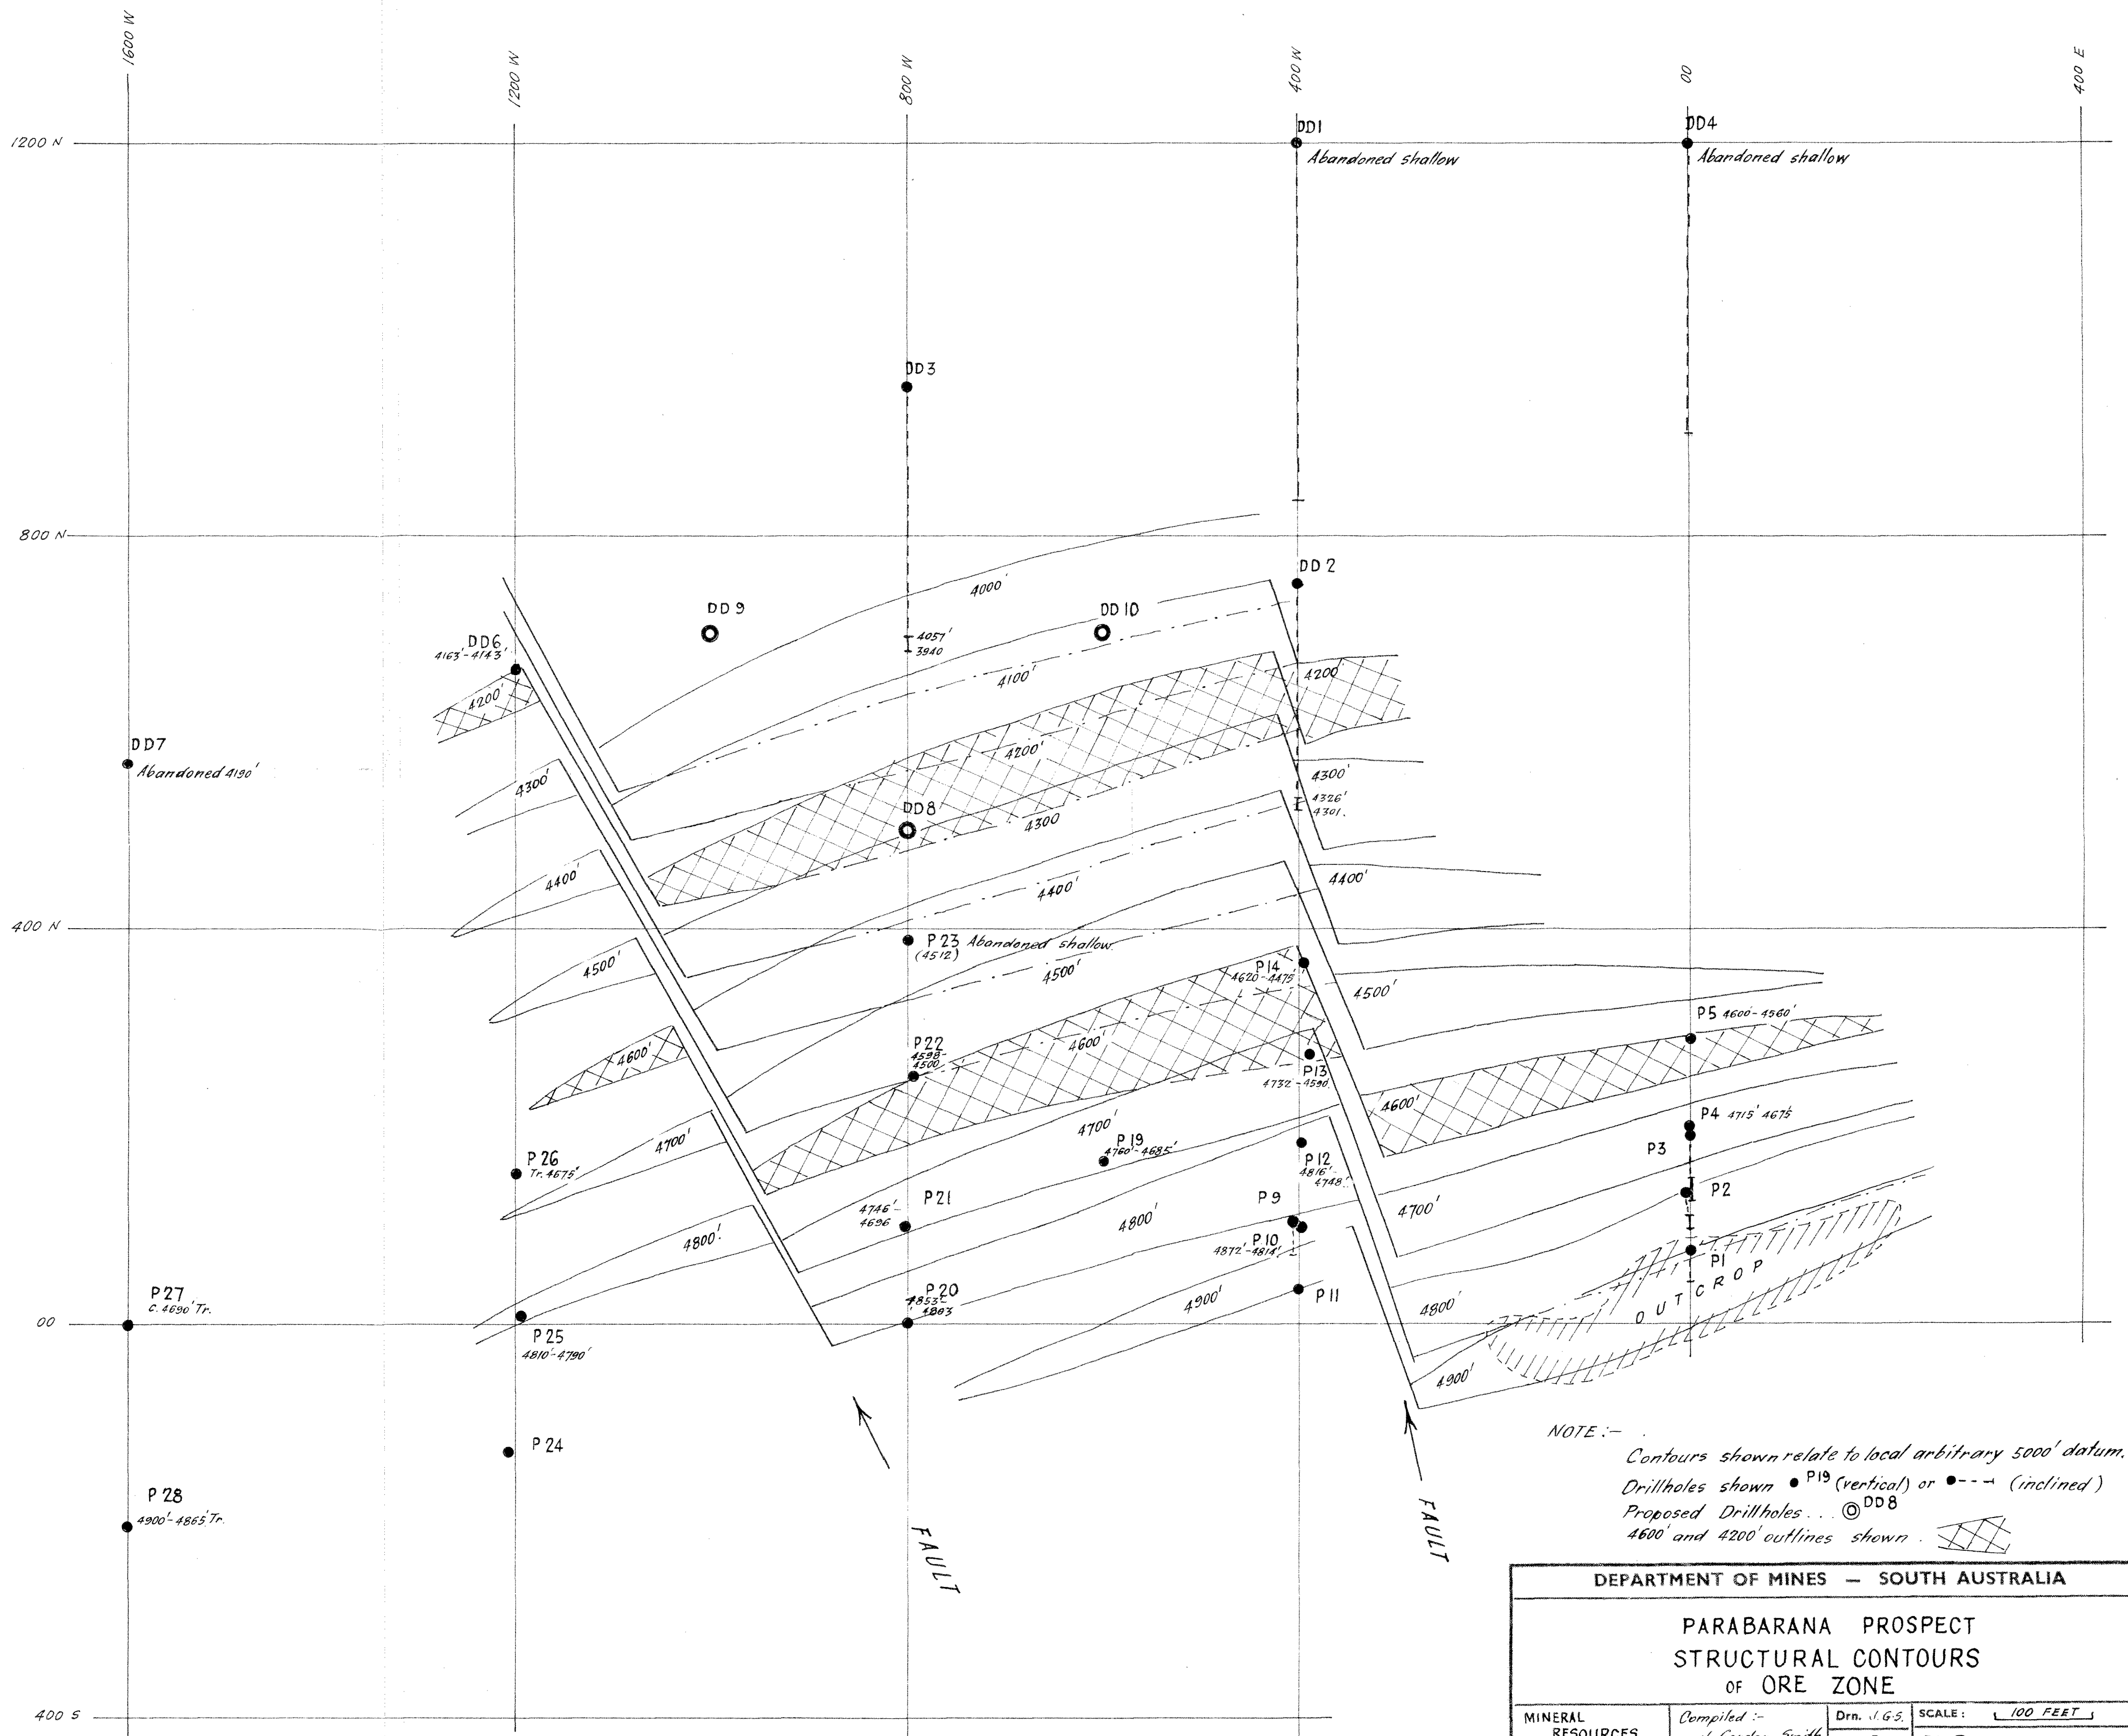 1600 W
1200 W
800 W
400 W
00
400 E
1200 N
DD1
Abandoned shallow
DD4
Abandoned shallow
DD3
800 N
DD 2
4000'
DD 9
DD 10
4057'
3940
DD6
4163'-4143'
4100'
4200'
4200'
4200'
DD7
Abandoned 4190'
4300'
4300'
4326'
4301.
DD8
4300
4400'
4400'
4400'
400 N
P 23 Abandoned shallow.
(4512)
4500'
4500'
P14
4620'-4475'
4500'
P5 4600'-4560'
4600'
P22
4598-
4500
4600'
P13
4732'-4590'
4600'
4700'
4700'
P4 4715' 4675'
P3
P 26
Tr. 4675'
P 19
4760'-4685'
P12
4816'-
4748'
P 2
4746'-
4696
P21
P 9
4700'
4800'
4800'
P10
4872'-4814'
P1
OUTCROP
P 27
C. 4690' Tr.
P 20
4853'-
4803
4900'
P11
4800'
00
P 25
4810'-4790'
4900'
P 24
P 28
4900'-4865' Tr.
FAULT
FAULT
NOTE :-
Contours shown relate to local arbitrary 5000' datum.
Drillholes shown P19 (vertical) or (inclined)
Proposed Drillholes... DD8
4600' and 4200' outlines shown.
DEPARTMENT OF MINES — SOUTH AUSTRALIA
PARABARANA PROSPECT
STRUCTURAL CONTOURS
OF ORE ZONE
400 S
MINERAL
RESOURCES
Compiled :-
Drn. J.G.S.
SCALE: 100 FEET